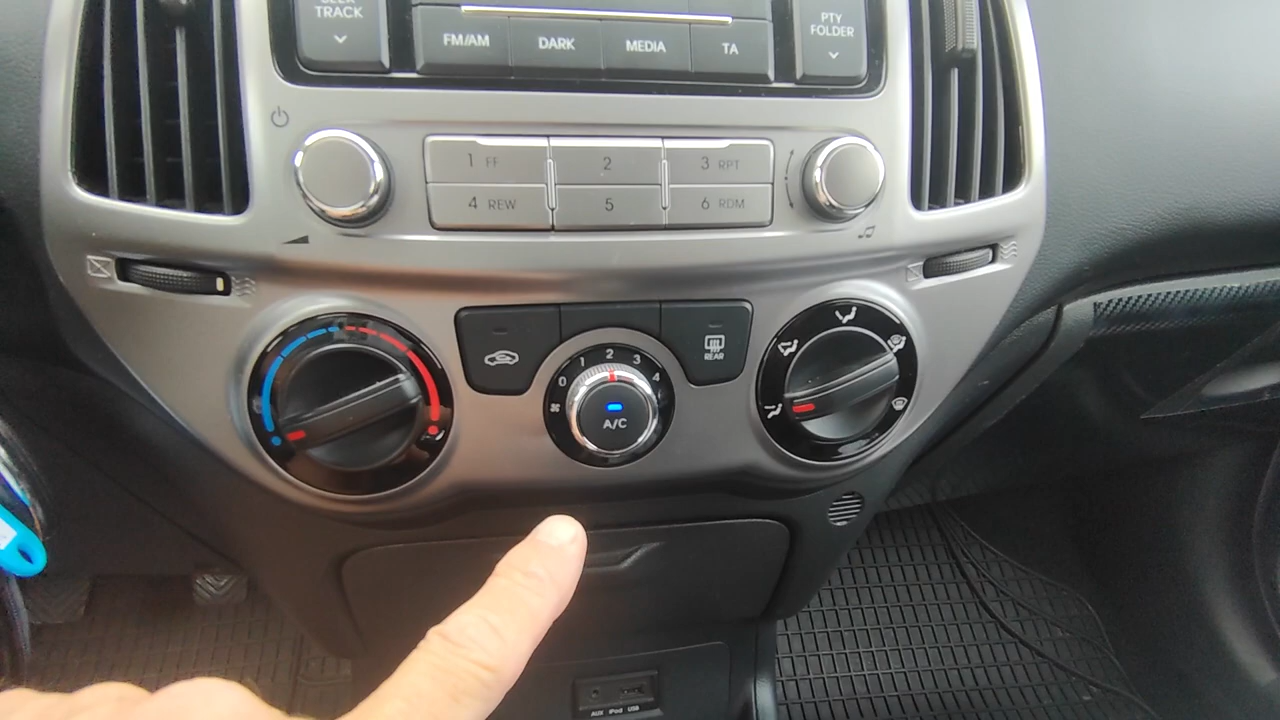 SEEK
TRACK
FM/AM
DARK
MEDIA
TA
PTY
FOLDER
1 FF
2
3 RPT
4 REW
5
6 RDM
REAR
0 1 2 3 4
A/C
AUX iPod USB